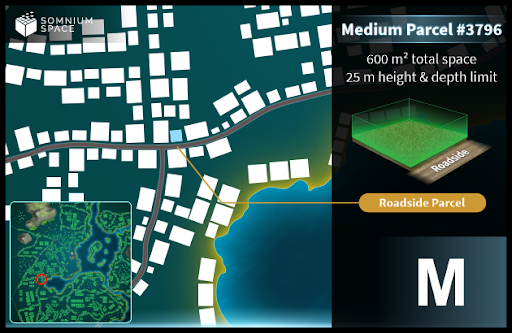 SOMNIUM
SPACE
Medium Parcel #3796
600 m² total space
25 m height & depth limit
Roadside
Roadside Parcel
M